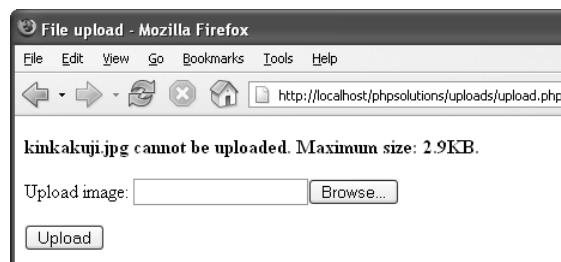 File upload - Mozilla Firefox
File Edit View Go Bookmarks Tools Help
http://localhost/phpsolutions/uploads/upload.php
kinkakuji.jpg cannot be uploaded. Maximum size: 2.9KB.
Upload image: Browse...
Upload